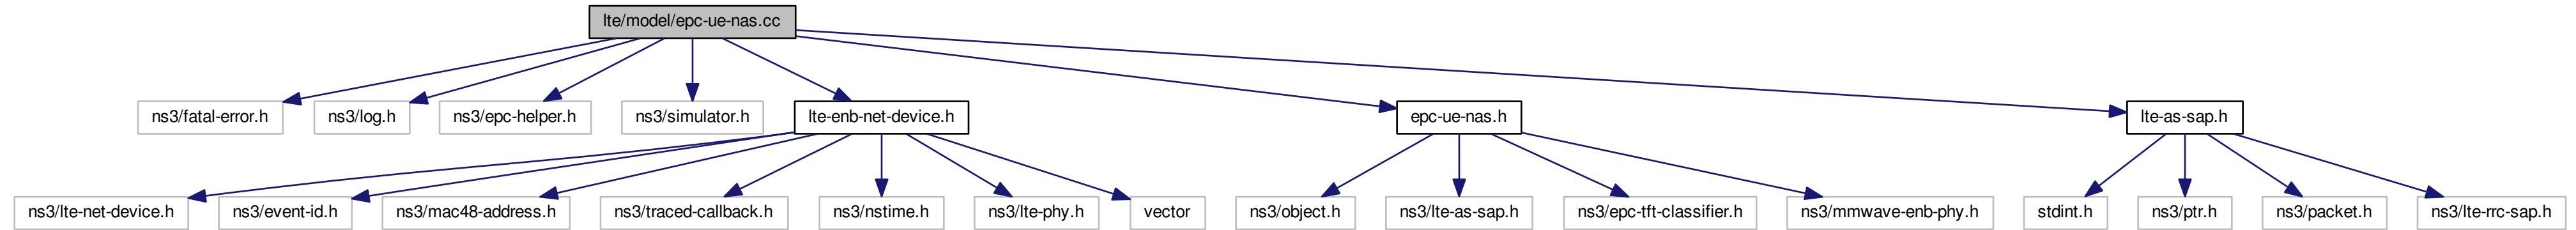 lte/model/epc-ue-nas.cc
ns3/fatal-error.h
ns3/log.h
ns3/epc-helper.h
ns3/simulator.h
lte-enb-net-device.h
epc-ue-nas.h
lte-as-sap.h
ns3/lte-net-device.h
ns3/event-id.h
ns3/mac48-address.h
ns3/traced-callback.h
ns3/nstime.h
ns3/lte-phy.h
vector
ns3/object.h
ns3/lte-as-sap.h
ns3/epc-tft-classifier.h
ns3/mmwave-enb-phy.h
stdint.h
ns3/ptr.h
ns3/packet.h
ns3/lte-rrc-sap.h